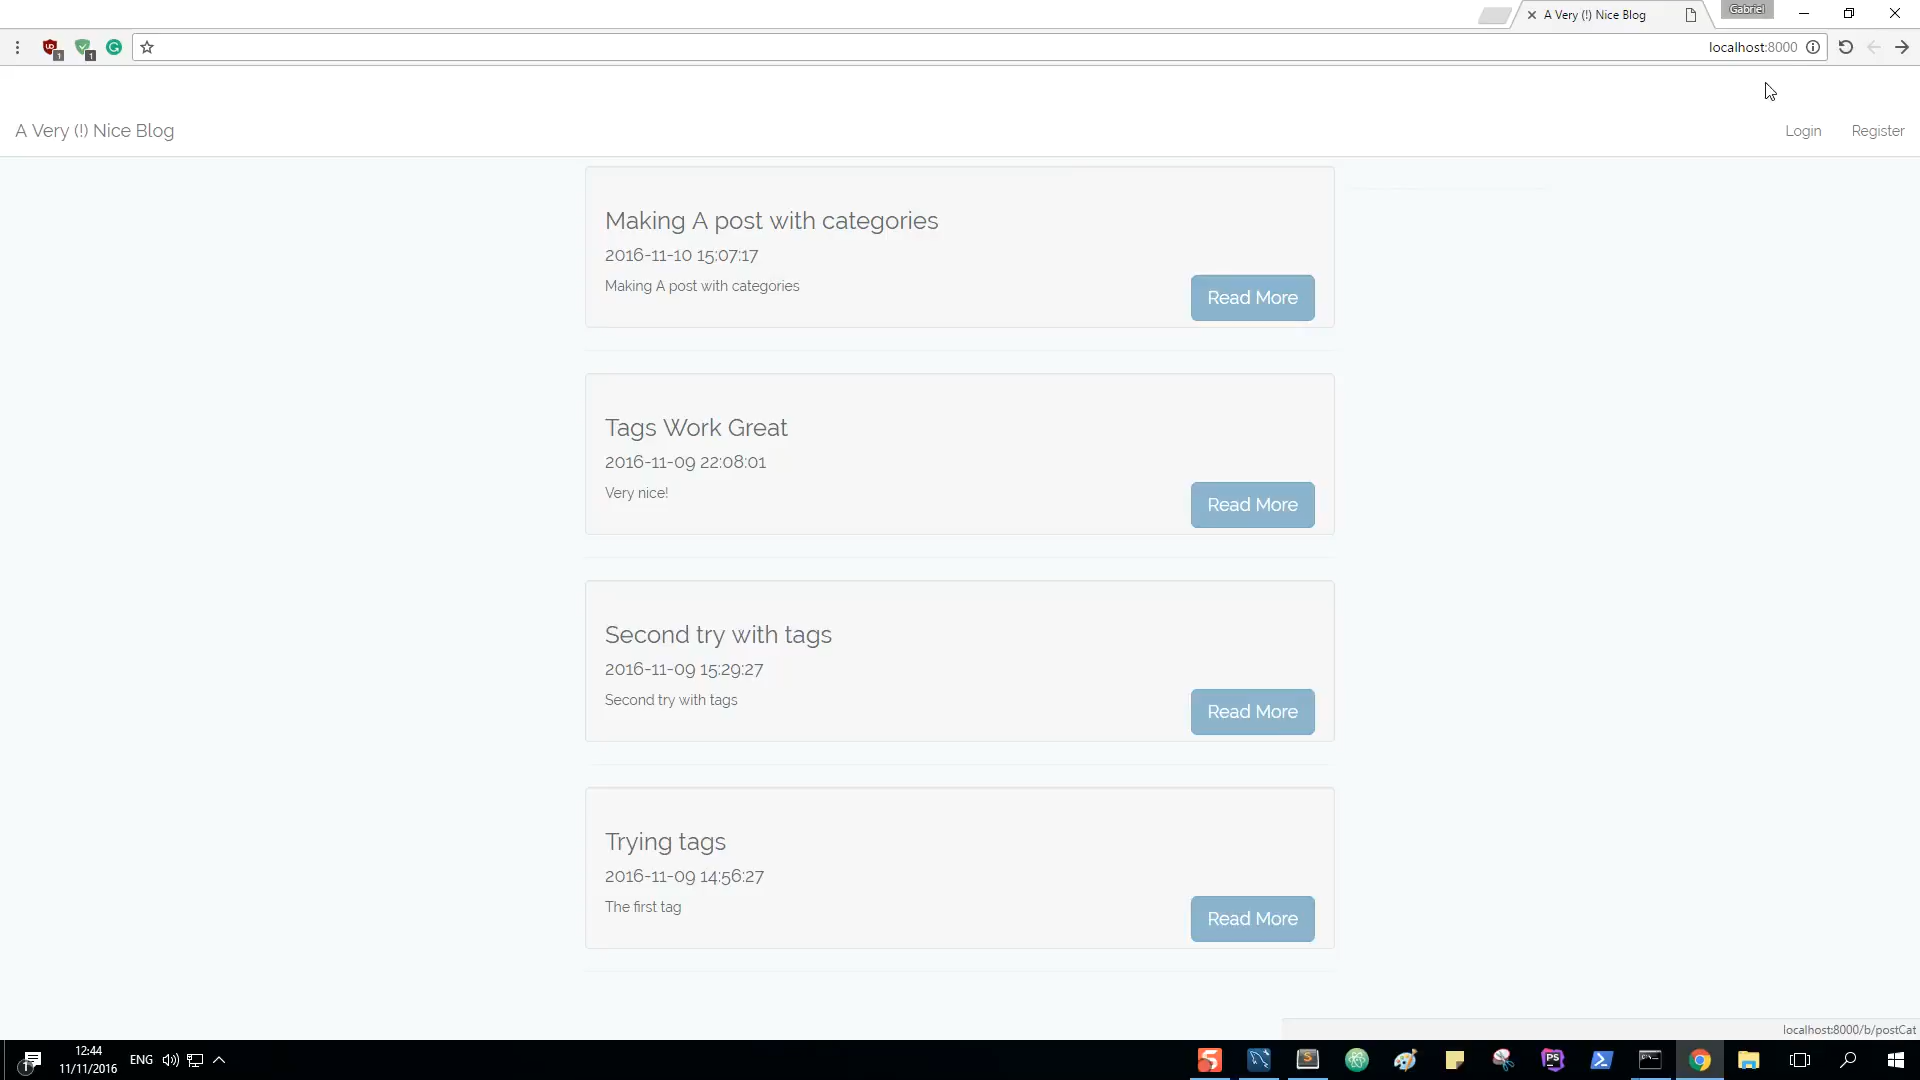 A Very (!) Nice Blog
Gabriel
localhost:8000
1
1
A Very (!) Nice Blog
Login
Register
Making A post with categories
2016-11-10 15:07:17
Making A post with categories
Read More
Tags Work Great
2016-11-09 22:08:01
Very nice!
Read More
Second try with tags
2016-11-09 15:29:27
Second try with tags
Read More
Trying tags
2016-11-09 14:56:27
The first tag
Read More
localhost:8000/b/postCat
1
12:44
11/11/2016
ENG
S
PS